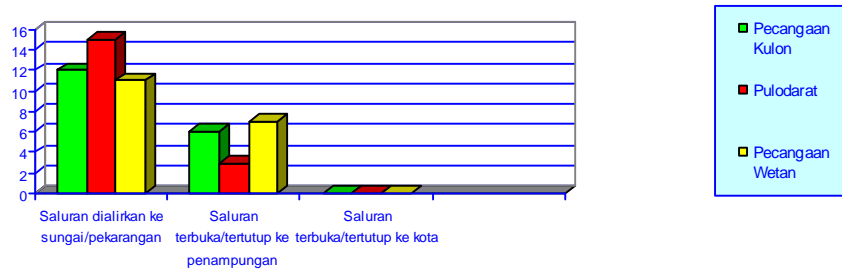 16
14
12
10
8
6
4
2
0
Saluran dialirkan ke
sungai/pekarangan
Saluran
terbuka/tertutup ke
penampungan
Saluran
terbuka/tertutup ke kota
Pecangaan
Kulon
Pulodarat
Pecangaan
Wetan